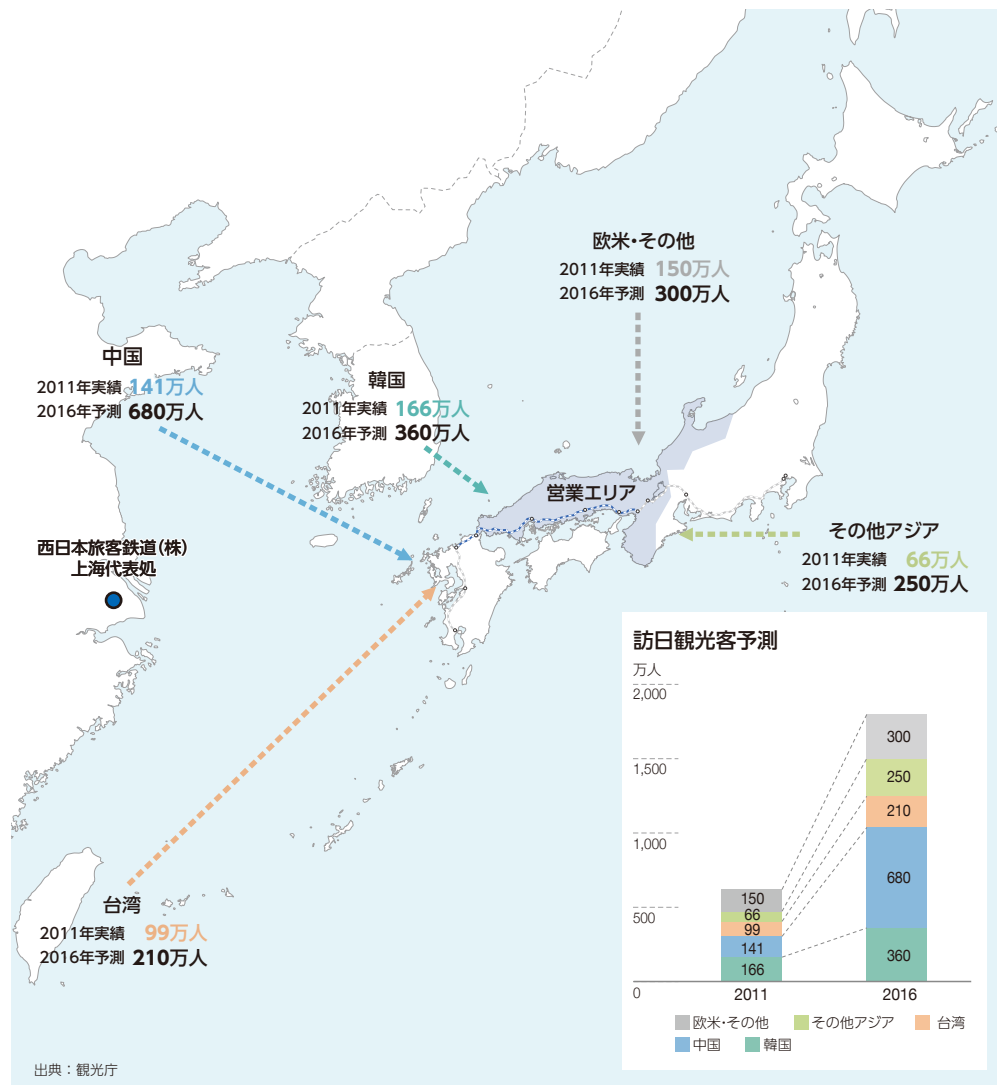 欧米・その他
2011年実績 150万人
2016年予測 300万人
中国
2011年実績 141万人
2016年予測 680万人
韓国
2011年実績 166万人
2016年予測 360万人
営業エリア
その他アジア
2011年実績 66万人
2016年予測 250万人
西日本旅客鉄道(株)
上海代表処
台湾
2011年実績 99万人
2016年予測 210万人
出典：観光庁
訪日観光客予測
万人
2,000
1,500
1,000
500
0
150
66
99
141
166
300
250
210
680
360
2011
2016
欧米・その他 その他アジア 台湾
中国 韓国